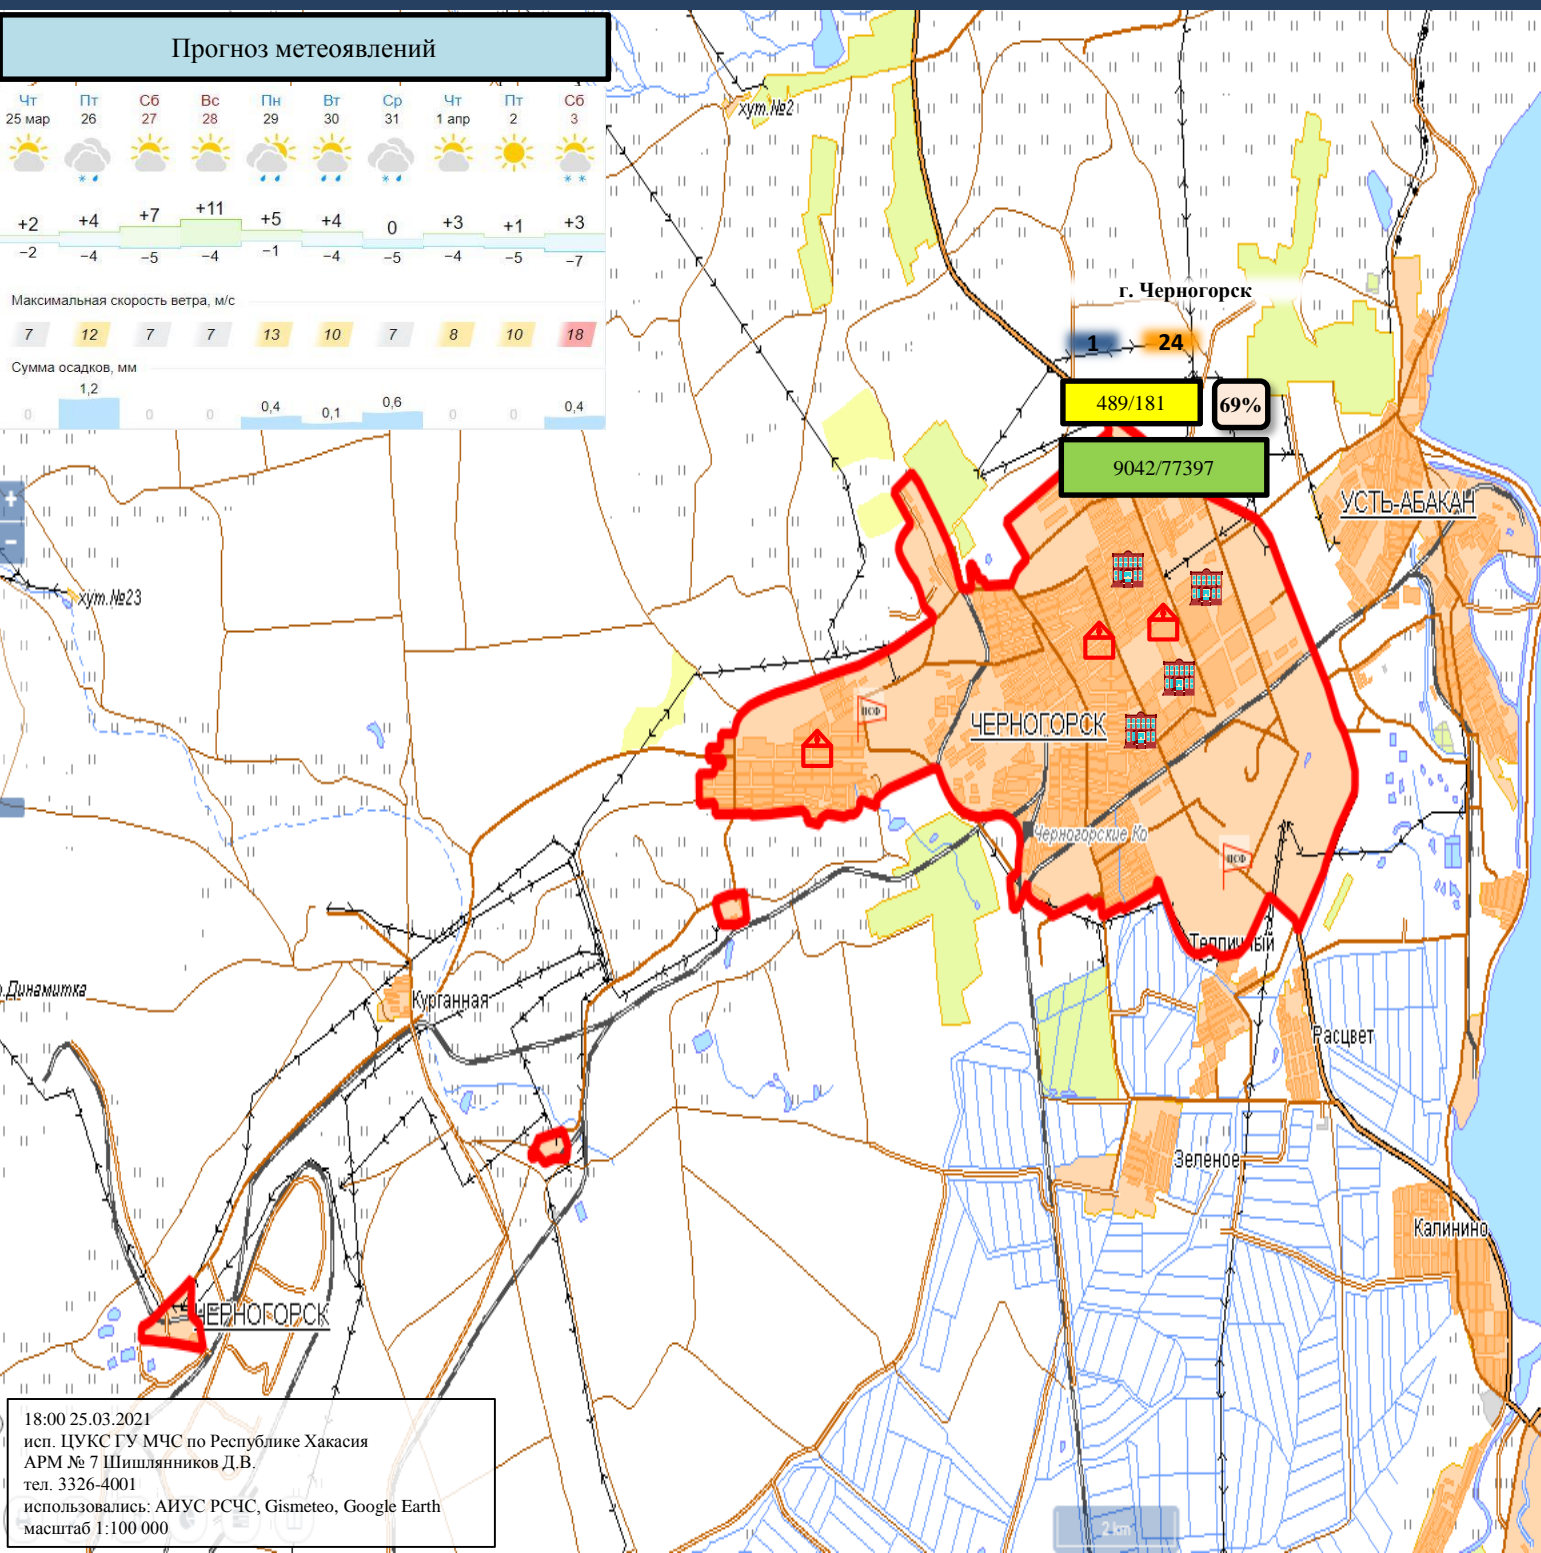 Прогноз метеоявлений
Чт Пт Сб Вс Пн Вт Ср Чт Пт Сб
25 мар 26 27 28 29 30 31 1 апр 2 3
+2 +4 +7 +11 +5 +4 0 +3 +1 +3
−2 −4 −5 −4 −1 −4 −5 −4 −5 −7
Максимальная скорость ветра, м/с
7 12 7 7 13 10 7 8 10 18
Сумма осадков, мм
0 1,2 0 0 0,4 0,1 0,6 0 0 0,4
хут.№2
г. Черногорск
1 24
489/181 69%
9042/77397
УСТЬ-АБАКАН
+
−
хут.№23
ПСФ
ЧЕРНОГОРСК
Черногорские Ко
ПСФ
Тепличный
.Динамитка
Курганная
Расцвет
Зеленое
Калинино
ЧЕРНОГОРСК
18:00 25.03.2021
исп. ЦУКС ГУ МЧС по Республике Хакасия
АРМ № 7 Шишлянников Д.В.
тел. 3326-4001
использовались: АИУС РСЧС, Gismeteo, Google Earth
масштаб 1:100 000
2 km